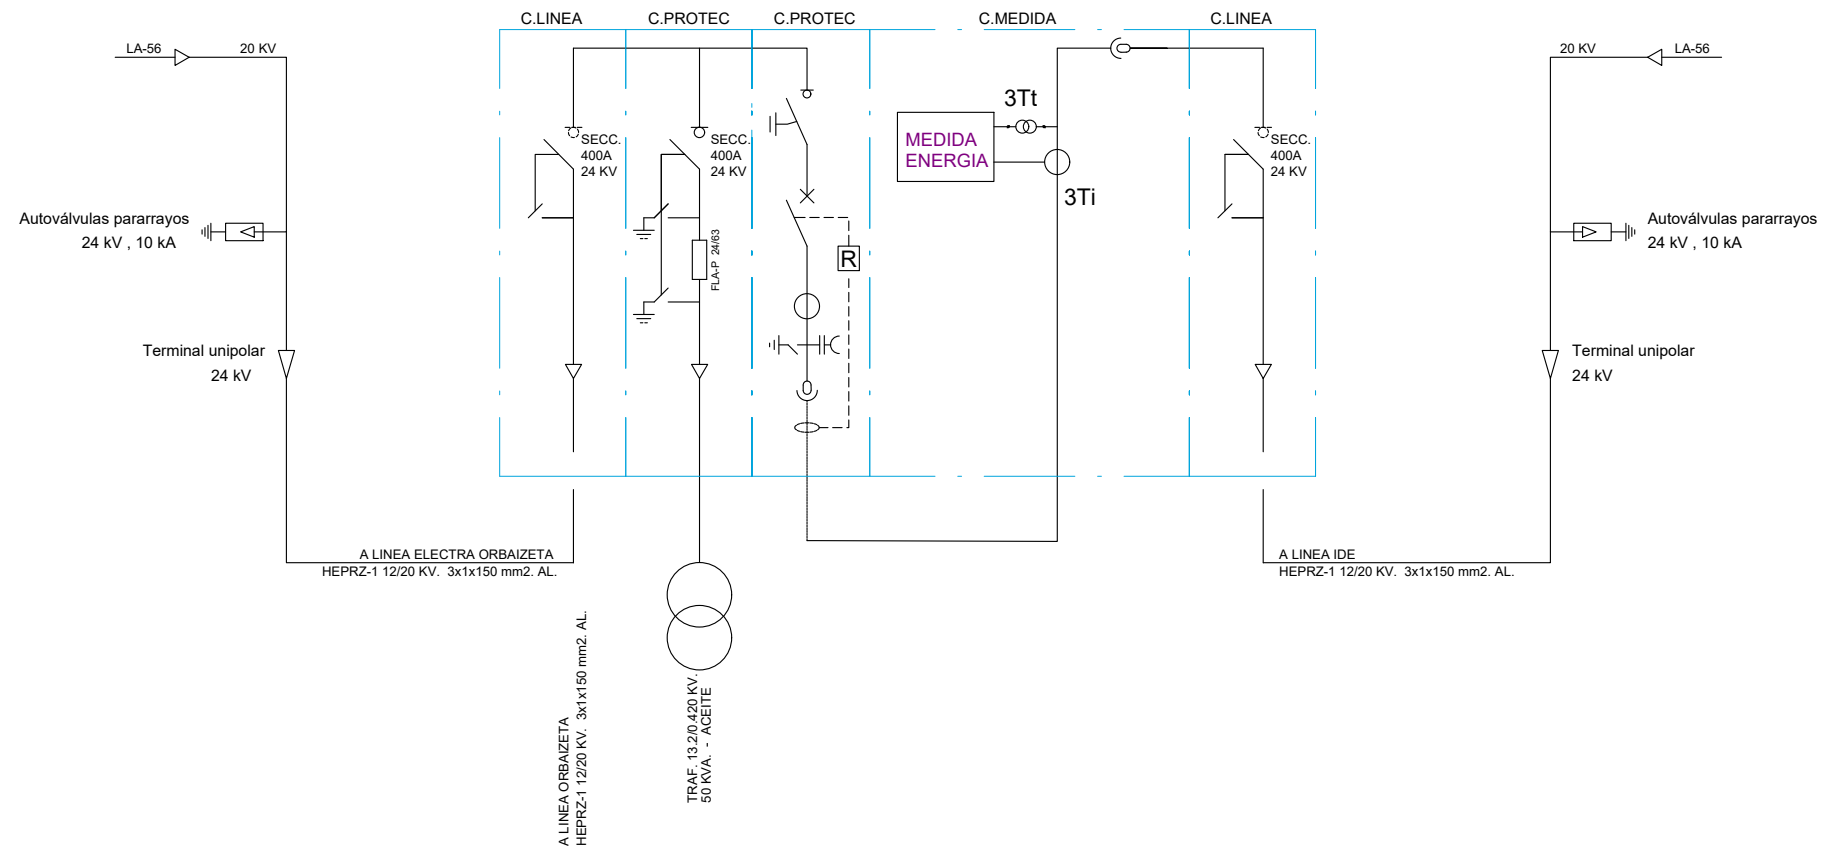 C.LINEA
C.PROTEC
C.PROTEC
C.MEDIDA
C.LINEA
LA-56
20 KV
20 KV
LA-56
3Tt
MEDIDA
ENERGIA
3Ti
SECC.
400A
24 KV
SECC.
400A
24 KV
SECC.
400A
24 KV
Autoválvulas pararrayos
24 kV , 10 kA
FLA-P 24/63
R
Autoválvulas pararrayos
24 kV , 10 kA
Terminal unipolar
24 kV
Terminal unipolar
24 kV
A LINEA ELECTRA ORBAIZETA
HEPRZ-1 12/20 KV. 3x1x150 mm2. AL.
A LINEA IDE
HEPRZ-1 12/20 KV. 3x1x150 mm2. AL.
A LINEA ORBAIZETA
HEPRZ-1 12/20 KV. 3x1x150 mm2. AL.
TRAF. 13.2/0.420 KV.
50 KVA. - ACEITE